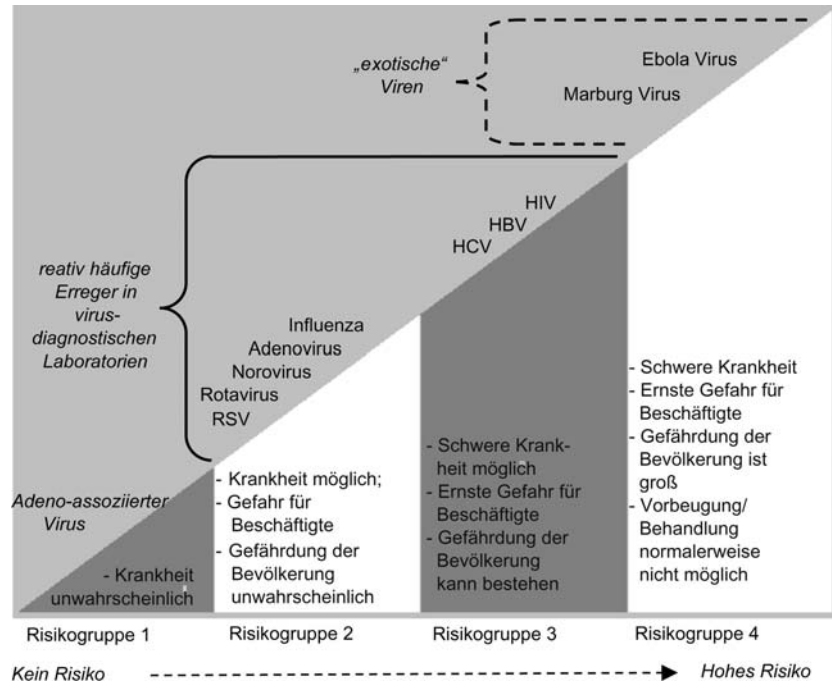 „exotische“
Viren
Ebola Virus
Marburg Virus
HIV
HBV
HCV
reativ häufige
Erreger in
virus-
diagnostischen
Laboratorien
Influenza
Adenovirus
Norovirus
Rotavirus
RSV
Adeno-assoziierter
Virus
- Krankheit
unwahrscheinlich
- Krankheit möglich;
- Gefahr für
Beschäftigte
- Gefährdung der
Bevölkerung
unwahrscheinlich
- Schwere Krank-
heit möglich
- Ernste Gefahr für
Beschäftigte
- Gefährdung der
Bevölkerung
kann bestehen
- Schwere Krankheit
- Ernste Gefahr für
Beschäftigte
- Gefährdung der
Bevölkerung ist
groß
- Vorbeugung/
Behandlung
normalerweise
nicht möglich
Risikogruppe 1
Risikogruppe 2
Risikogruppe 3
Risikogruppe 4
Kein Risiko
Hohes Risiko